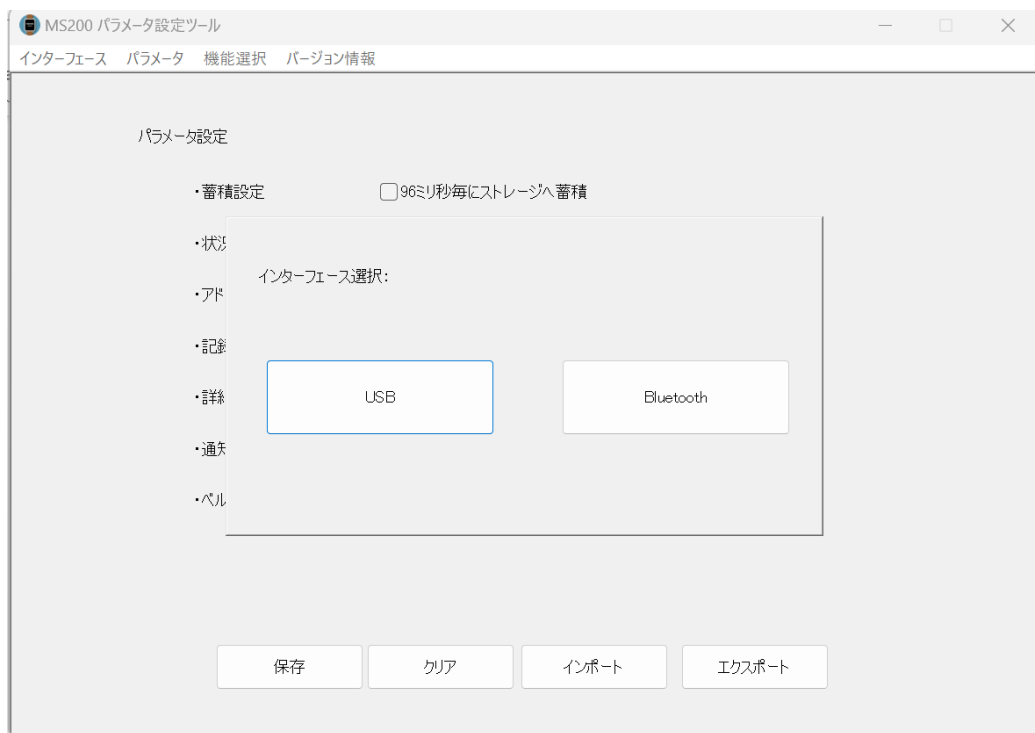 MS200 パラメータ設定ツール
インターフェース パラメータ 機能選択 バージョン情報
パラメータ設定
・蓄積設定 96ミリ秒毎にストレージへ蓄積
・状況
・アド
・記録
・詳細
・通知
・ベル
インターフェース選択:
USB Bluetooth
保存 クリア インポート エクスポート